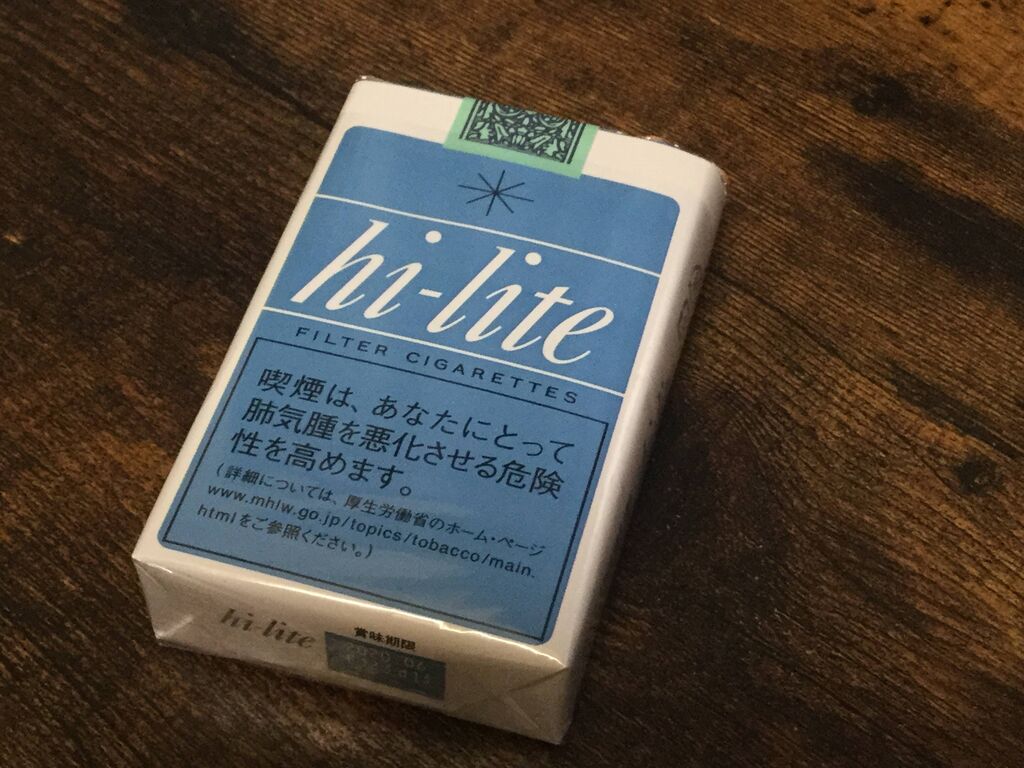 hi-lite
FILTER CIGARETTES
喫煙は、あなたにとって
肺気腫を悪化させる危険
性を高めます。
(詳細については、厚生労働省のホーム・ページ
www.mhlw.go.jp/topics/tobacco/main.
htmlをご参照ください。)
hi-lite
賞味期限